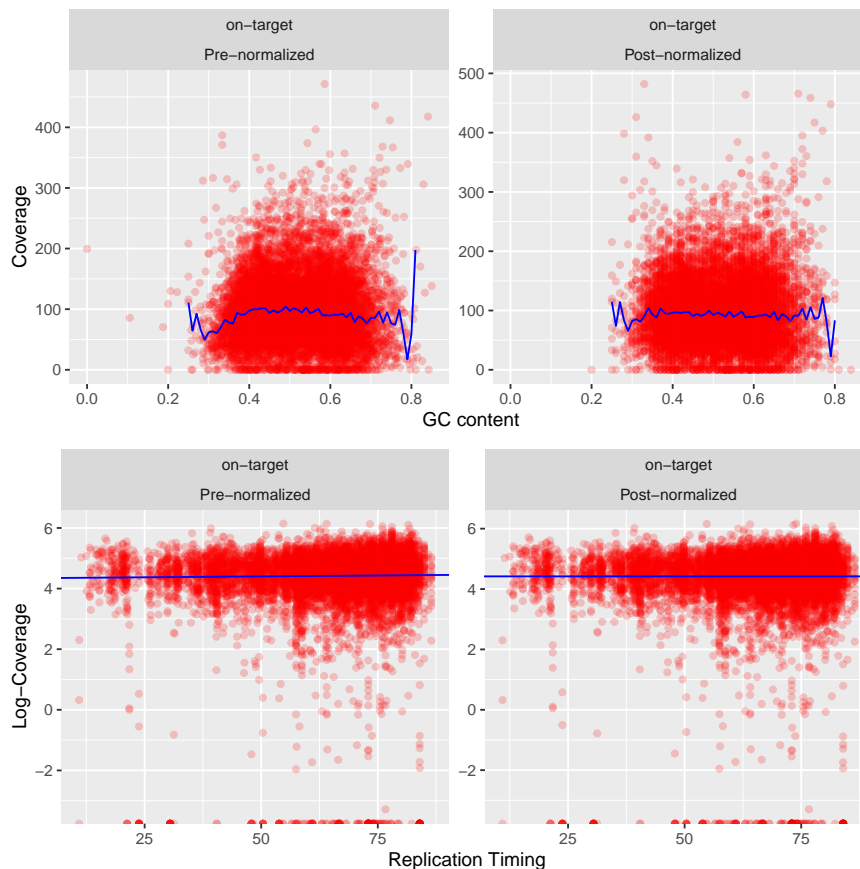 on−target
Pre−normalized
on−target
Post−normalized
Coverage
400
300
200
100
0
500
400
300
200
100
0
0.0 0.2 0.4 0.6 0.8
0.0 0.2 0.4 0.6 0.8
GC content
on−target
Pre−normalized
on−target
Post−normalized
Log−Coverage
6
4
2
0
−2
6
4
2
0
−2
25 50 75
25 50 75
Replication Timing